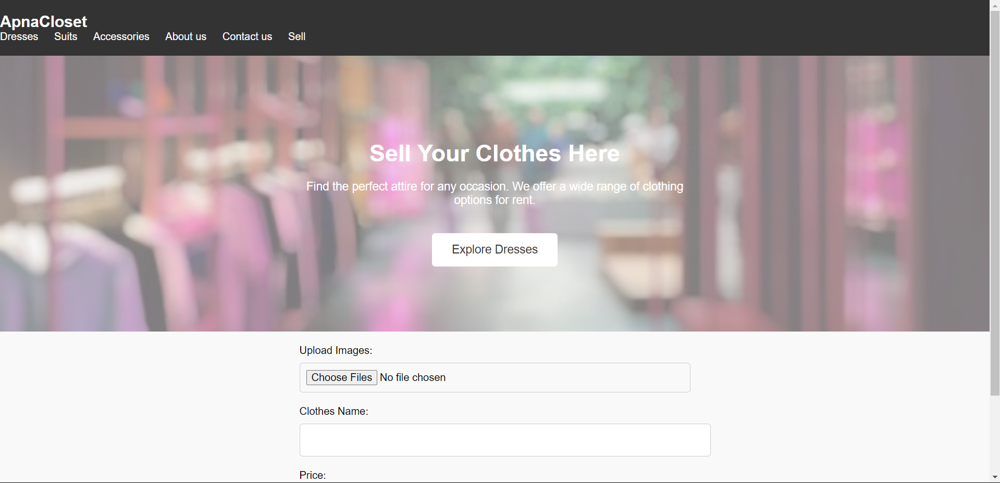 ApnaCloset
Dresses Suits Accessories About us Contact us Sell
Sell Your Clothes Here
Find the perfect attire for any occasion. We offer a wide range of clothing
options for rent.
Explore Dresses
Upload Images:
Choose Files No file chosen
Clothes Name:
Price: